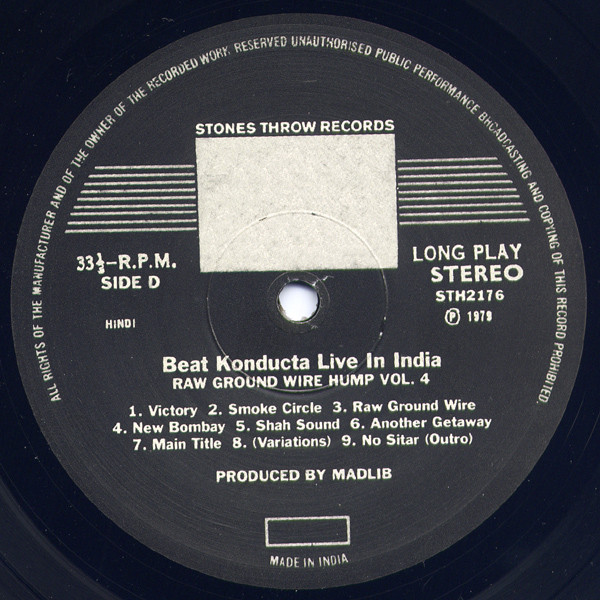 ALL RIGHTS OF THE MANUFACTURER AND OF THE OWNER OF THE RECORDED WORK RESERVED UNAUTHORISED PUBLIC PERFORMANCE BROADCASTING AND COPYING OF THIS RECORD PROHIBITED.
STONES THROW RECORDS
33⅓-R.P.M.
SIDE D
HINDI
LONG PLAY
STEREO
STH2176
Ⓟ 1979
Beat Konducta Live In India
RAW GROUND WIRE HUMP VOL. 4
1. Victory 2. Smoke Circle 3. Raw Ground Wire
4. New Bombay 5. Shah Sound 6. Another Getaway
7. Main Title 8. (Variations) 9. No Sitar (Outro)
PRODUCED BY MADLIB
MADE IN INDIA